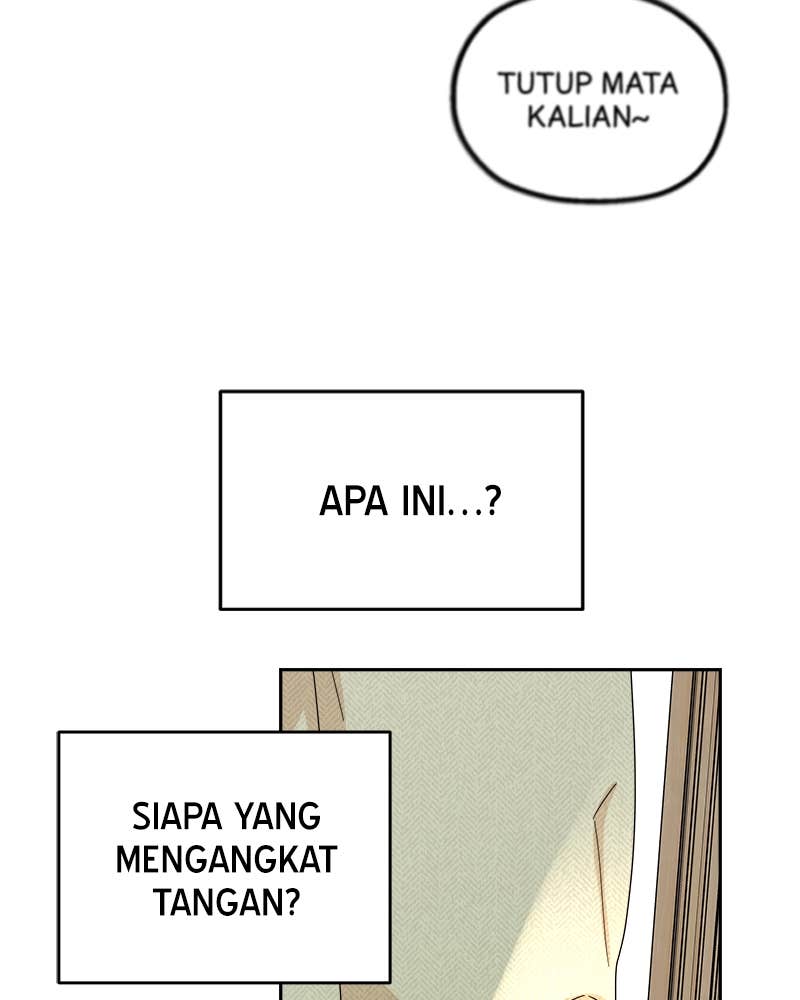 TUTUP MATA
KALIAN~
APA INI...?
SIAPA YANG
MENGANGKAT
TANGAN?